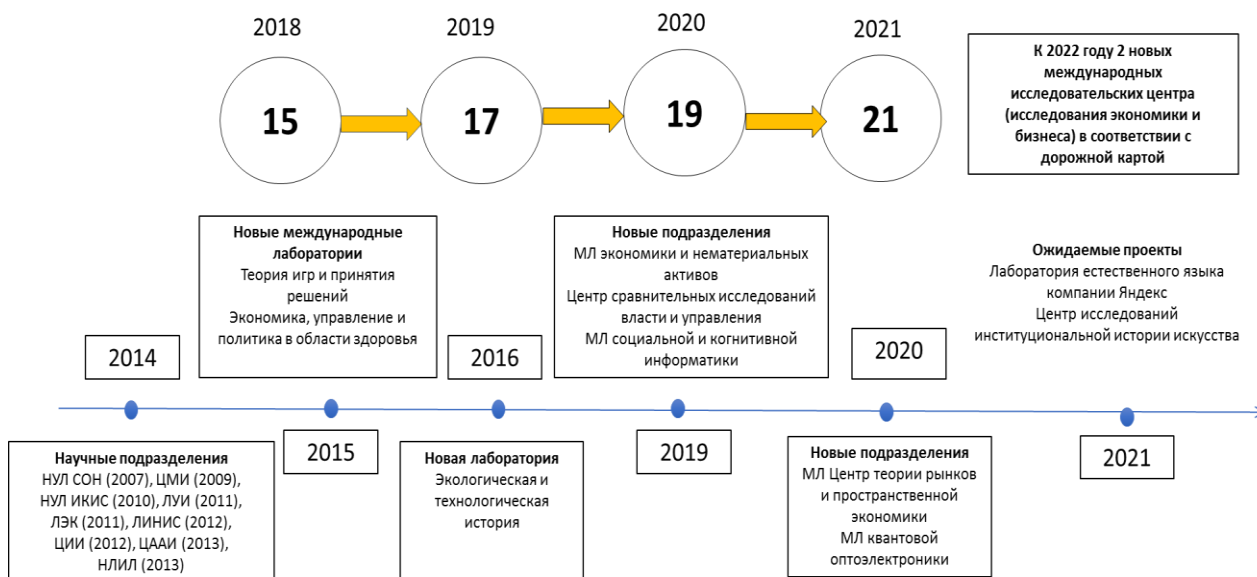 2018
2019
2020
2021
15
17
19
21
К 2022 году 2 новых
международных
исследовательских центра
(исследования экономики и
бизнеса) в соответствии с
дорожной картой
Новые международные
лаборатории
Теория игр и принятия
решений
Экономика, управление и
политика в области здоровья
Новые подразделения
МЛ экономики и нематериальных
активов
Центр сравнительных исследований
власти и управления
МЛ социальной и когнитивной
информатики
Ожидаемые проекты
Лаборатория естественного языка
компании Яндекс
Центр исследований
институциональной истории искусства
2014
2016
2020
2015
2019
2021
Научные подразделения
НУЛ СОН (2007), ЦМИ (2009),
НУЛ ИКИС (2010), ЛУИ (2011),
ЛЭК (2011), ЛИНИС (2012),
ЦИИ (2012), ЦААИ (2013),
НЛИЛ (2013)
Новая лаборатория
Экологическая и
технологическая
история
Новые подразделения
МЛ Центр теории рынков
и пространственной
экономики
МЛ квантовой
оптоэлектроники